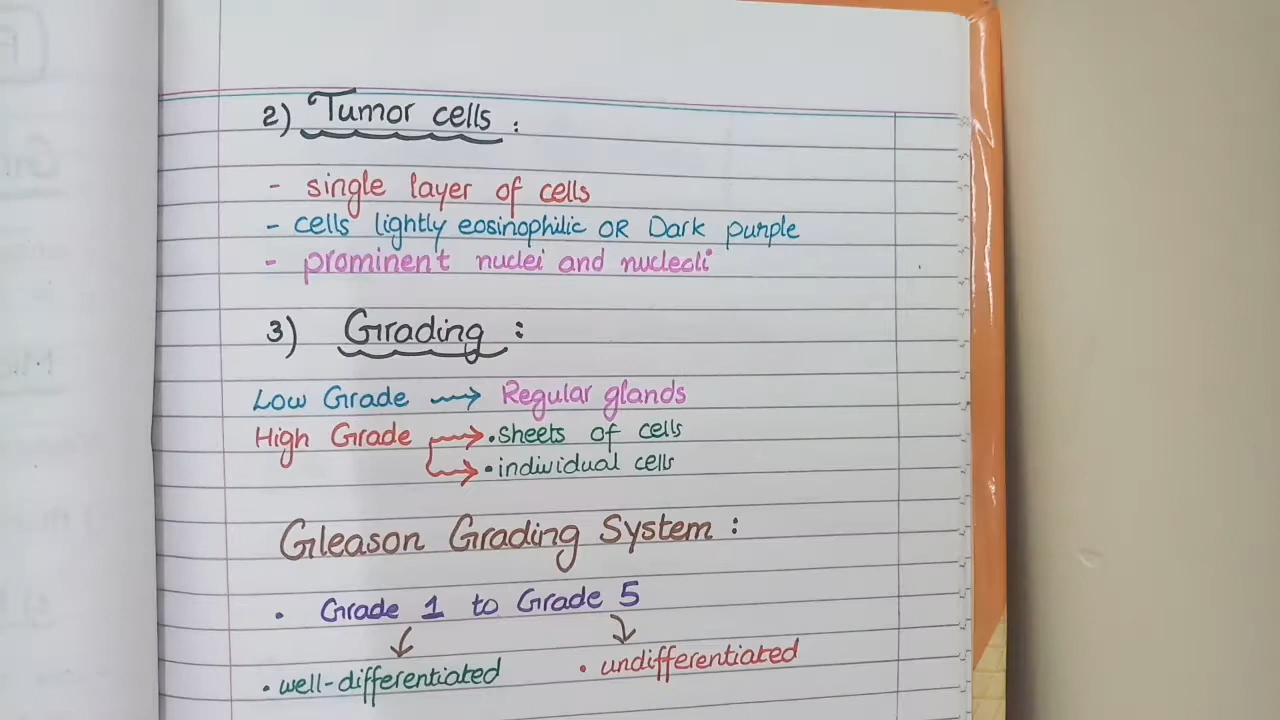 2) Tumor cells :
- single layer of cells
- cells lightly eosinophilic OR Dark purple
- prominent nuclei and nucleoli
3) Grading :
Low Grade → Regular glands
High Grade → • sheets of cells
→ • individual cells
Gleason Grading System :
• Grade 1 to Grade 5
• well-differentiated • undifferentiated